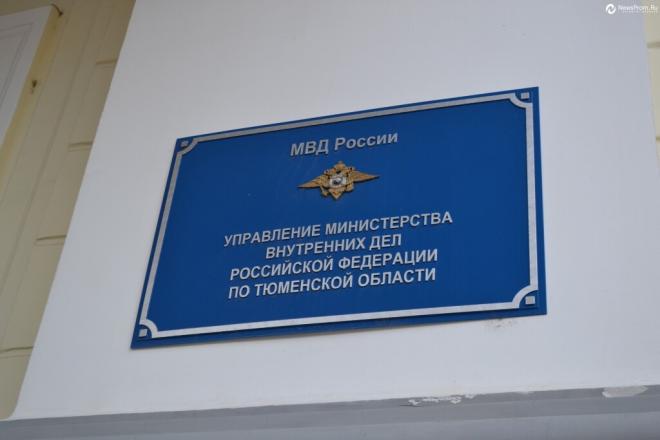 NewsProm.Ru
МВД России
УПРАВЛЕНИЕ МИНИСТЕРСТВА
ВНУТРЕННИХ ДЕЛ
РОССИЙСКОЙ ФЕДЕРАЦИИ
ПО ТЮМЕНСКОЙ ОБЛАСТИ